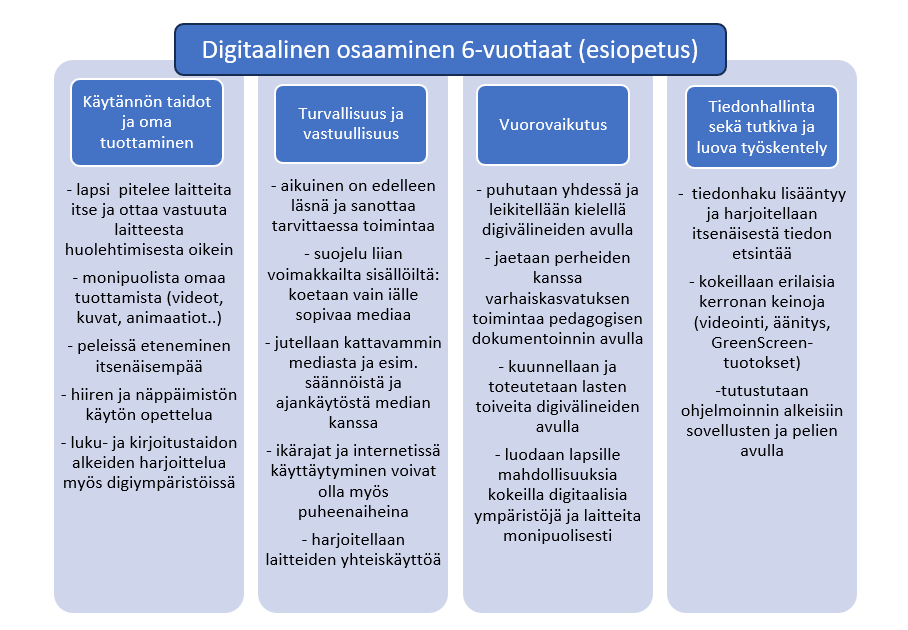 Digitaalinen osaaminen 6-vuotiaat (esiopetus)
Käytännön taidot
ja oma
tuottaminen
- lapsi  pitelee laitteita
itse ja ottaa vastuuta
laitteesta
huolehtimisesta oikein
- monipuolista omaa
tuottamista (videot,
kuvat, animaatiot..)
- peleissä eteneminen
itsenäisempää
- hiiren ja näppäimistön
käytön opettelua
- luku- ja kirjoitustaidon
alkeiden harjoittelua
myös digiympäristöissä
Turvallisuus ja
vastuullisuus
- aikuinen on edelleen
läsnä ja sanottaa
tarvittaessa toimintaa
- suojelu liian
voimakkailta sisällöiltä:
koetaan vain iälle
sopivaa mediaa
- jutellaan kattavammin
mediasta ja esim.
säännöistä ja
ajankäytöstä median
kanssa
- ikärajat ja internetissä
käyttäytyminen voivat
olla myös
puheenaiheina
- harjoitellaan
laitteiden yhteiskäyttöä
Vuorovaikutus
- puhutaan yhdessä ja
leikitellään kielellä
digivälineiden avulla
- jaetaan perheiden
kanssa
varhaiskasvatuksen
toimintaa pedagogisen
dokumentoinnin avulla
- kuunnellaan ja
toteutetaan lasten
toiveita digivälineiden
avulla
- luodaan lapsille
mahdollisuuksia
kokeilla digitaalisia
ympäristöjä ja laitteita
monipuolisesti
Tiedonhallinta
sekä tutkiva ja
luova työskentely
-  tiedonhaku lisääntyy
ja harjoitellaan
itsenäisestä tiedon
etsintää
- kokeillaan erilaisia
kerronan keinoja
(videointi, äänitys,
GreenScreen-
tuotokset)
-tutustutaan
ohjelmoinnin alkeisiin
sovellusten ja pelien
avulla